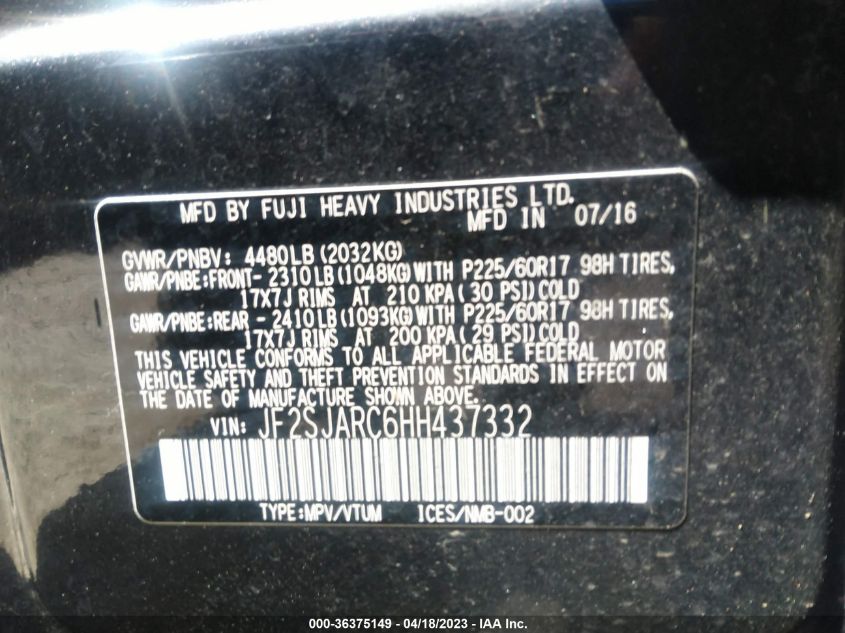 MFD BY FUJI HEAVY INDUSTRIES LTD.
MFD IN 07/16
GVWR/PNBV: 4480LB (2032KG)
GAWR/PNBE:FRONT- 2310LB (1048KG) WITH P225/60R17 98H TIRES,
17X7J RIMS AT 210 KPA( 30 PSI) COLD
GAWR/PNBE:REAR - 2410LB (1093KG) WITH P225/60R17 98H TIRES,
17X7J RIMS AT 200 KPA( 29 PSI) COLD
THIS VEHICLE CONFORMS TO ALL APPLICABLE FEDERAL MOTOR
VEHICLE SAFETY AND THEFT PREVENTION STANDARDS IN EFFECT ON
THE DATE OF MANUFACTURE SHOWN ABOVE.
VIN: JF2SJARC6HH437332
TYPE:MPV/VTUM ICES/NMB-002
000-36375149 - 04/18/2023 - IAA Inc.